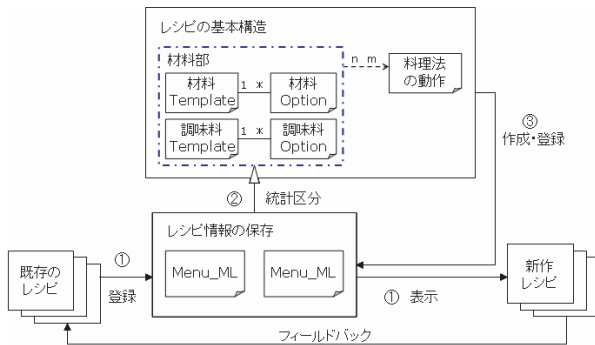 レシピの基本構造
材料部
材料
Template
1 *
材料
Option
調味料
Template
1 *
調味料
Option
n m
料理法
の動作
③
作成・登録
② 統計区分
レシピ情報の保存
Menu_ML
Menu_ML
既存の
レシピ
①
登録
① 表示
新作
レシピ
フィールドバック